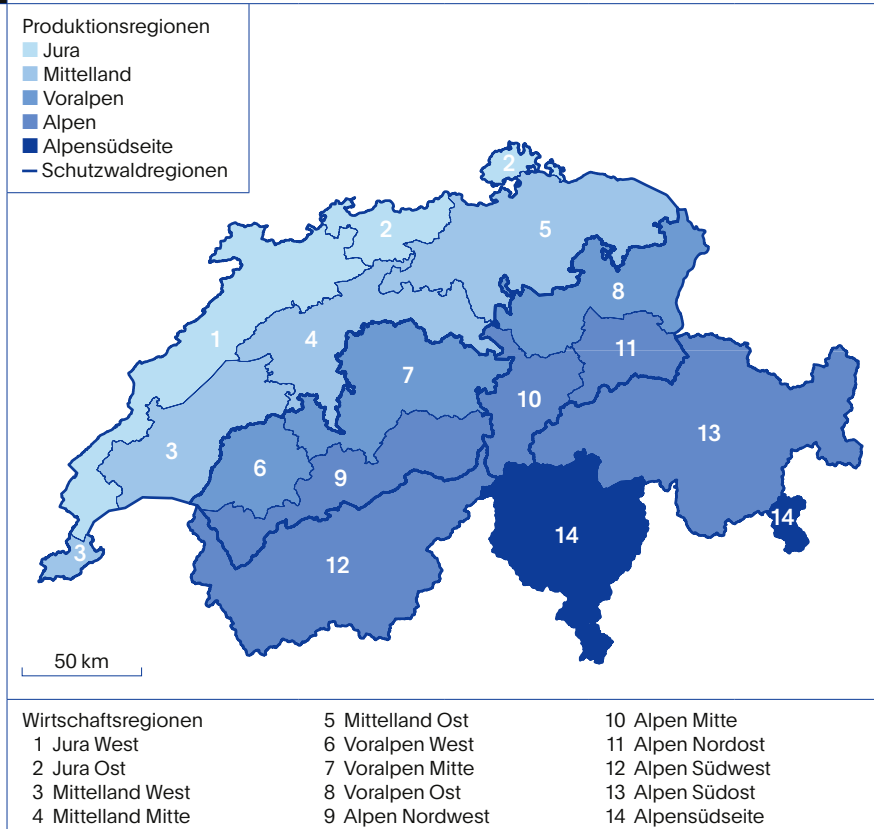 Produktionsregionen
Jura
Mittelland
Voralpen
Alpen
Alpensüdseite
Schutzwaldregionen
2
2
5
8
1
4
11
7
10
13
3
6
9
14
14
3
12
50 km
Wirtschaftsregionen
1 Jura West
2 Jura Ost
3 Mittelland West
4 Mittelland Mitte
5 Mittelland Ost
6 Voralpen West
7 Voralpen Mitte
8 Voralpen Ost
9 Alpen Nordwest
10 Alpen Mitte
11 Alpen Nordost
12 Alpen Südwest
13 Alpen Südost
14 Alpensüdseite